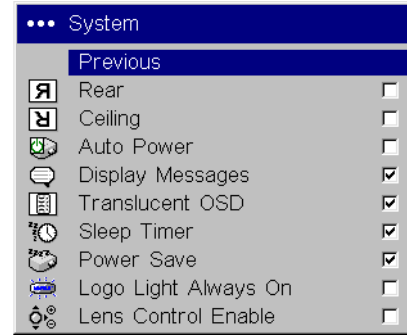 System
Previous
Rear
Ceiling
Auto Power
Display Messages
Translucent OSD
Sleep Timer
Power Save
Logo Light Always On
Lens Control Enable